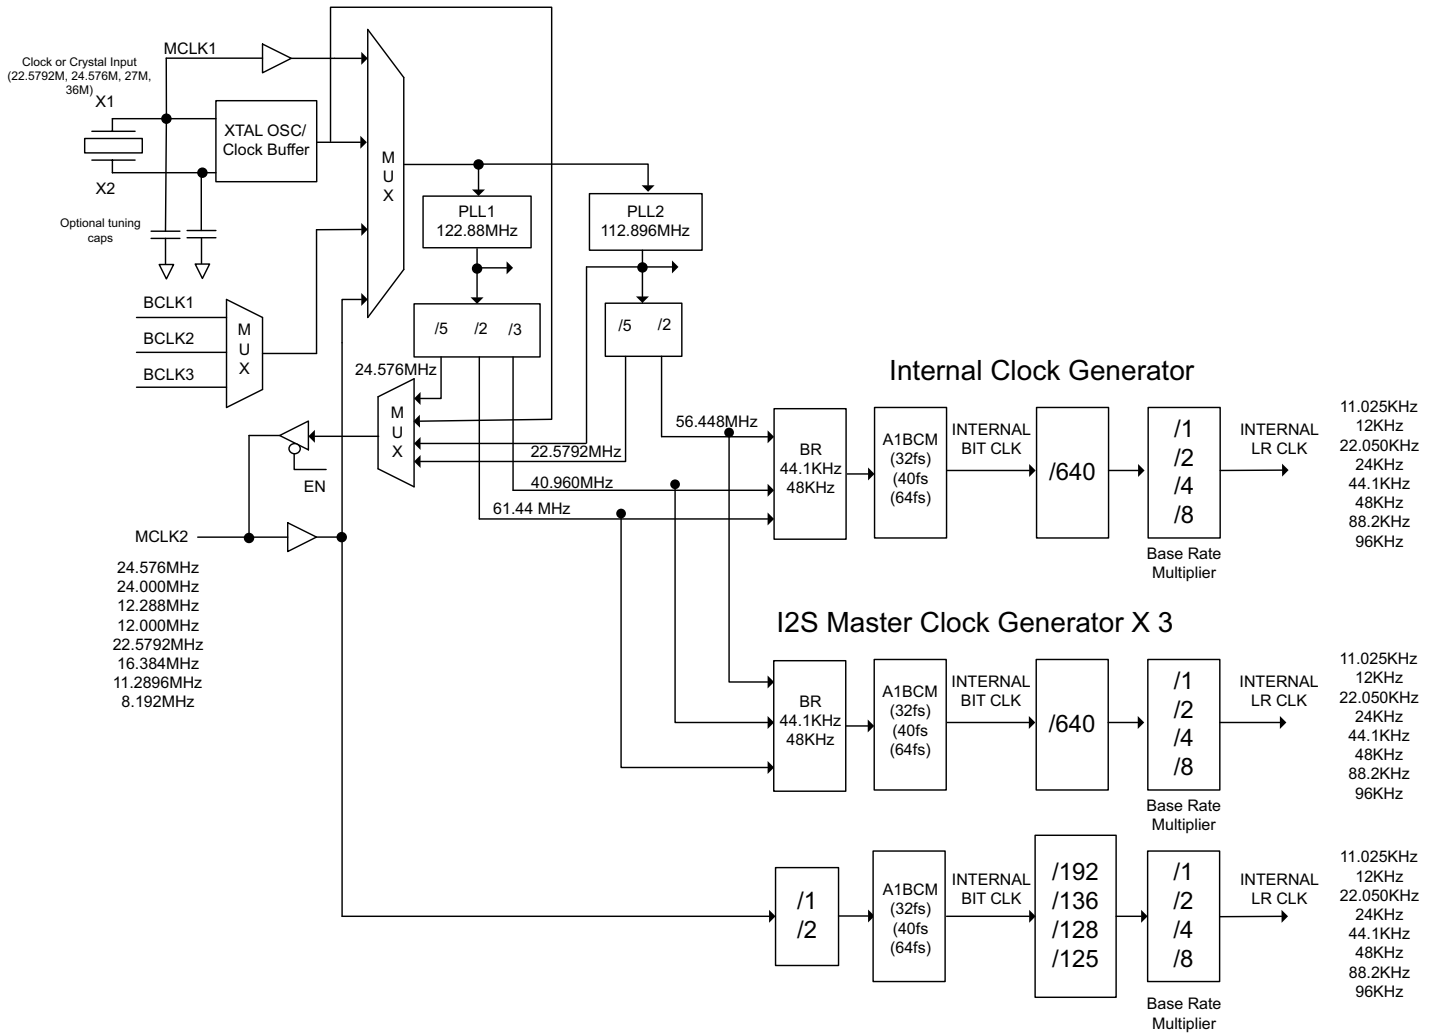 MCLK1
Clock or Crystal Input
(22.5792M, 24.576M, 27M,
36M)
X1
XTAL OSC/
Clock Buffer
X2
Optional tuning
caps
M
U
X
PLL1
122.88MHz
PLL2
112.896MHz
BCLK1
BCLK2
BCLK3
M
U
X
/5 /2 /3
/5 /2
24.576MHz
M
U
X
EN
22.5792MHz
40.960MHz
61.44 MHz
56.448MHz
MCLK2
24.576MHz
24.000MHz
12.288MHz
12.000MHz
22.5792MHz
16.384MHz
11.2896MHz
8.192MHz
Internal Clock Generator
BR
44.1KHz
48KHz
A1BCM
(32fs)
(40fs
(64fs)
INTERNAL
BIT CLK
/640
/1
/2
/4
/8
Base Rate
Multiplier
INTERNAL
LR CLK
11.025KHz
12KHz
22.050KHz
24KHz
44.1KHz
48KHz
88.2KHz
96KHz
I2S Master Clock Generator X 3
BR
44.1KHz
48KHz
A1BCM
(32fs)
(40fs
(64fs)
INTERNAL
BIT CLK
/640
/1
/2
/4
/8
Base Rate
Multiplier
INTERNAL
LR CLK
11.025KHz
12KHz
22.050KHz
24KHz
44.1KHz
48KHz
88.2KHz
96KHz
/1
/2
A1BCM
(32fs)
(40fs
(64fs)
INTERNAL
BIT CLK
/192
/136
/128
/125
/1
/2
/4
/8
Base Rate
Multiplier
INTERNAL
LR CLK
11.025KHz
12KHz
22.050KHz
24KHz
44.1KHz
48KHz
88.2KHz
96KHz